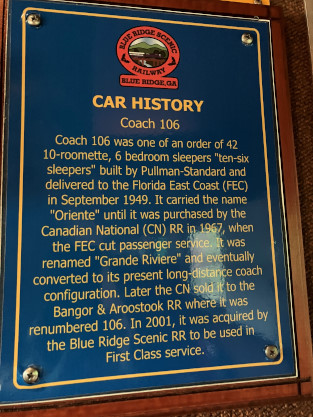 BLUE RIDGE SCENIC
RAILWAY
BLUE RIDGE, GA
CAR HISTORY
Coach 106
Coach 106 was one of an order of 42
10-roomette, 6 bedroom sleepers "ten-six
sleepers" built by Pullman-Standard and
delivered to the Florida East Coast (FEC)
in September 1949. It carried the name
"Oriente" until it was purchased by the
Canadian National (CN) RR in 1967, when
the FEC cut passenger service. It was
renamed "Grande Riviere" and eventually
converted to its present long-distance coach
configuration. Later the CN sold it to the
Bangor & Aroostook RR where it was
renumbered 106. In 2001, it was acquired by
the Blue Ridge Scenic RR to be used in
First Class service.